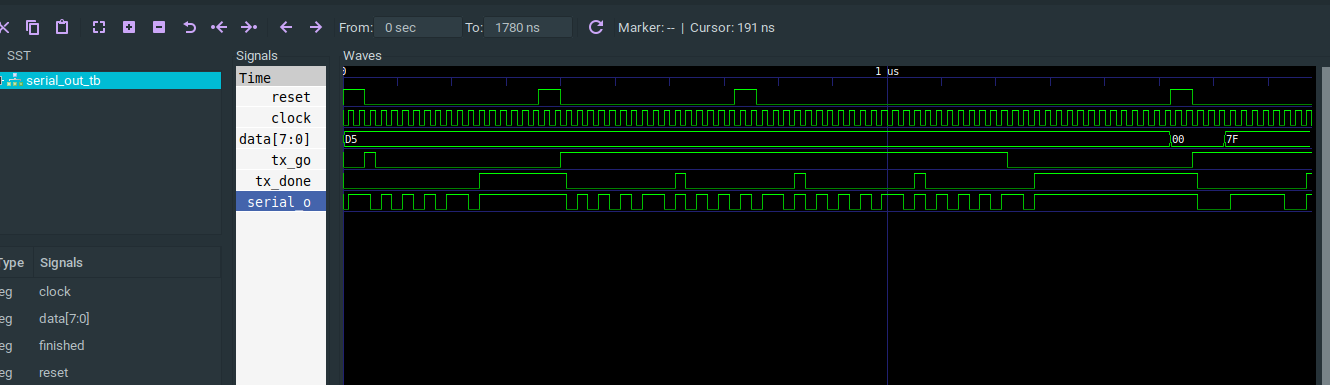 From: 0 sec To: 1780 ns Marker: -- | Cursor: 191 ns
SST
serial_out_tb
Type Signals
eg clock
eg data[7:0]
eg finished
eg reset
Signals
Time
reset
clock
data[7:0]
tx_go
tx_done
serial_o
Waves
0 1 us
D5 00 7F